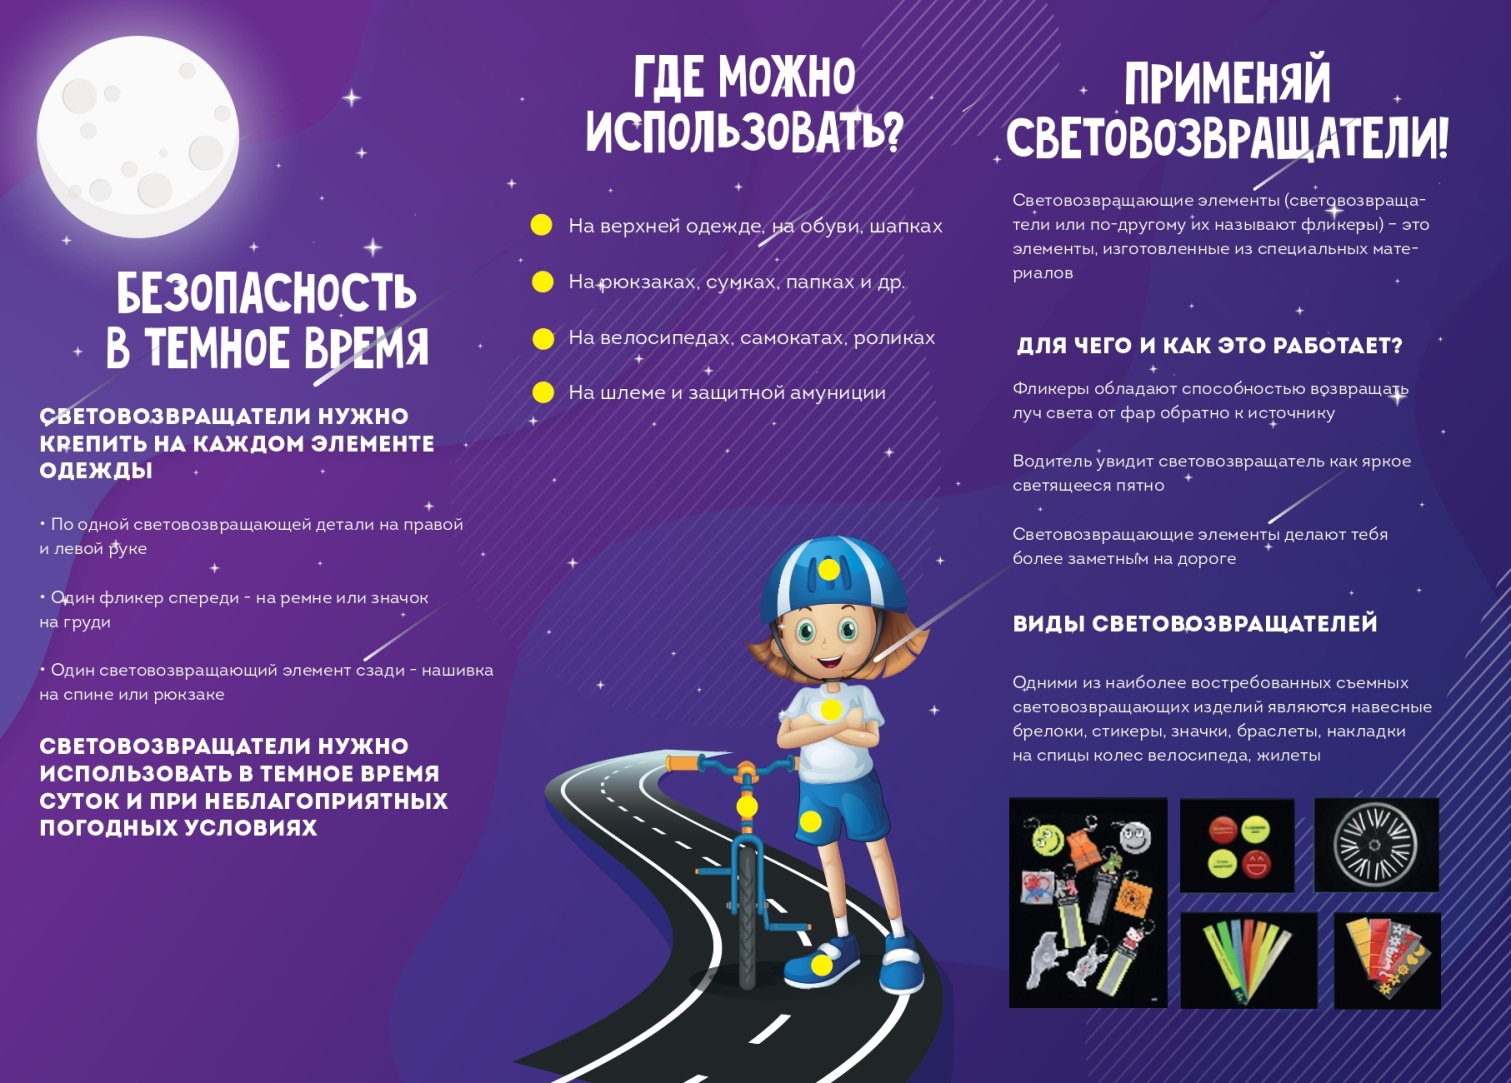 БЕЗОПАСНОСТЬ
В ТЕМНОЕ ВРЕМЯ
СВЕТОВОЗВРАЩАТЕЛИ НУЖНО
КРЕПИТЬ НА КАЖДОМ ЭЛЕМЕНТЕ
ОДЕЖДЫ
• По одной световозвращающей детали на правой
и левой руке
• Один фликер спереди - на ремне или значок
на груди
• Один световозвращающий элемент сзади - нашивка
на спине или рюкзаке
СВЕТОВОЗВРАЩАТЕЛИ НУЖНО
ИСПОЛЬЗОВАТЬ В ТЕМНОЕ ВРЕМЯ
СУТОК И ПРИ НЕБЛАГОПРИЯТНЫХ
ПОГОДНЫХ УСЛОВИЯХ
ГДЕ МОЖНО
ИСПОЛЬЗОВАТЬ?
На верхней одежде, на обуви, шапках
На рюкзаках, сумках, папках и др.
На велосипедах, самокатах, роликах
На шлеме и защитной амуниции
ПРИМЕНЯЙ
СВЕТОВОЗВРАЩАТЕЛИ!
Световозвращающие элементы (световозвраща-
тели или по-другому их называют фликеры) – это
элементы, изготовленные из специальных мате-
риалов
ДЛЯ ЧЕГО И КАК ЭТО РАБОТАЕТ?
Фликеры обладают способностью возвращать
луч света от фар обратно к источнику
Водитель увидит световозвращатель как яркое
светящееся пятно
Световозвращающие элементы делают тебя
более заметным на дороге
ВИДЫ СВЕТОВОЗВРАЩАТЕЛЕЙ
Одними из наиболее востребованных съемных
световозвращающих изделий являются навесные
брелоки, стикеры, значки, браслеты, накладки
на спицы колес велосипеда, жилеты